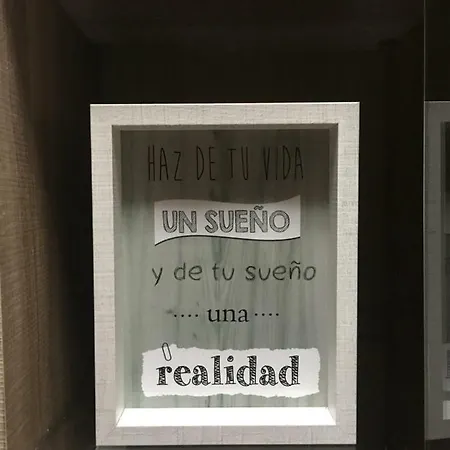 HAZ DE TU VIDA
UN SUEÑO
y de tu sueño
.... una ....
realidad